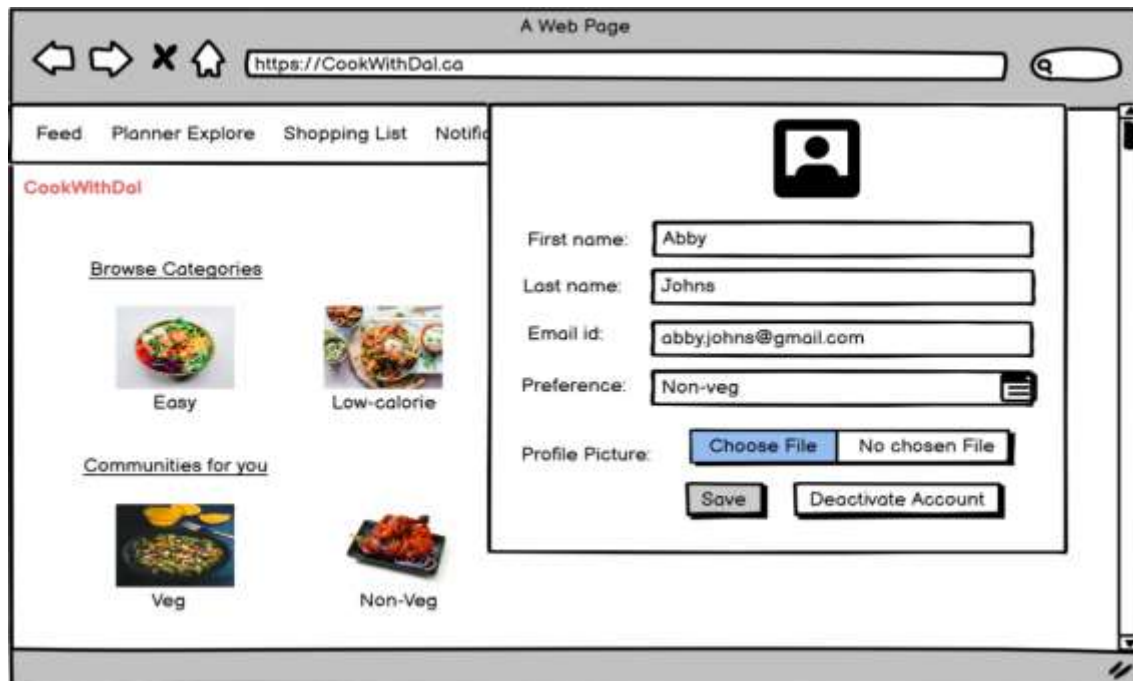 A Web Page
https://CookWithDal.ca
Feed Planner Explore Shopping List Notific
CookWithDal
Browse Categories
Easy Low-calorie
Communities for you
Veg Non-Veg
First name: Abby
Last name: Johns
Email id: abby.johns@gmail.com
Preference: Non-veg
Profile Picture: Choose File No chosen File
Save Deactivate Account